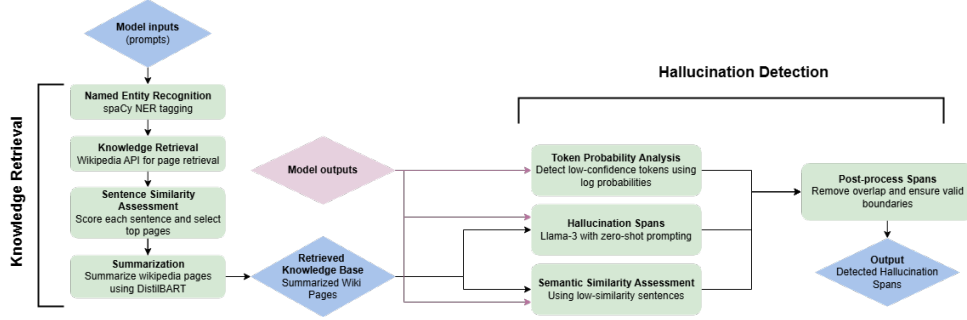 Model inputs
(prompts)
Knowledge Retrieval
Named Entity Recognition
spaCy NER tagging
Knowledge Retrieval
Wikipedia API for page retrieval
Sentence Similarity
Assessment
Score each sentence and select
top pages
Summarization
Summarize wikipedia pages
using DistilBART
Model outputs
Retrieved
Knowledge Base
Summarized Wiki
Pages
Hallucination Detection
Token Probability Analysis
Detect low-confidence tokens using
log probabilities
Hallucination Spans
Llama-3 with zero-shot prompting
Semantic Similarity Assessment
Using low-similarity sentences
Post-process Spans
Remove overlap and ensure valid
boundaries
Output
Detected Hallucination
Spans